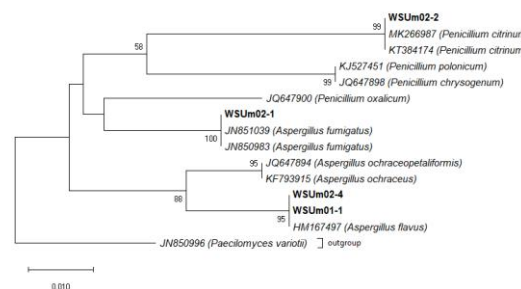 WSUm02-2
99
MK266987 (Penicillium citrinum
KT384174 (Penicillium citrinum
58
KJ527451 (Penicillium polonicum)
99
JQ647898 (Penicillium chrysogenum)
JQ647900 (Penicillium oxalicum)
WSUm02-1
JN851039 (Aspergillus fumigatus)
100
JN850983 (Aspergillus fumigatus)
95
JQ647894 (Aspergillus ochraceopetaliformis)
KF793915 (Aspergillus ochraceus)
88
WSUm02-4
WSUm01-1
95
HM167497 (Aspergillus flavus)
JN850996 (Paecilomyces variotii)
outgroup
0.010